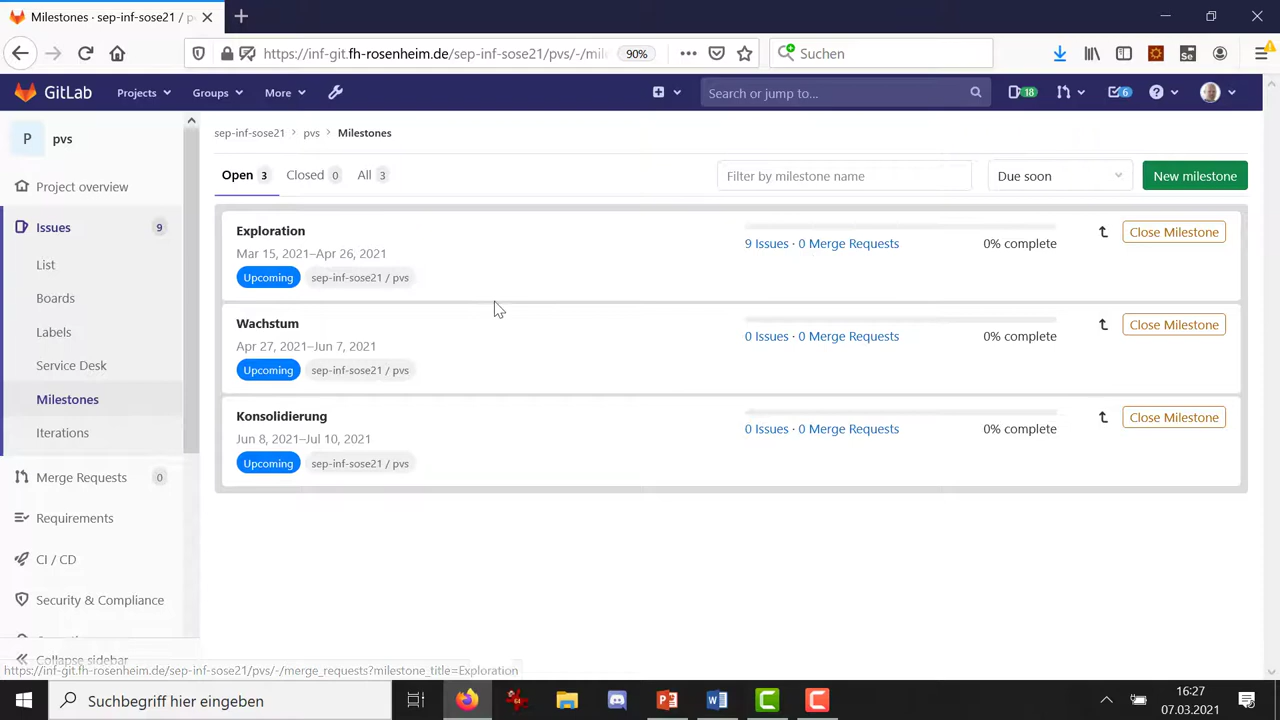 Milestones · sep-inf-sose21 / p
https://inf-git.fh-rosenheim.de/sep-inf-sose21/pvs/-/mil
90%
Suchen
GitLab
Projects
Groups
More
Search or jump to...
18
6
P
pvs
Project overview
Issues
9
List
Boards
Labels
Service Desk
Milestones
Iterations
Merge Requests
0
Requirements
CI / CD
Security & Compliance
Collapse sidebar
sep-inf-sose21 › pvs › Milestones
Open 3
Closed 0
All 3
Filter by milestone name
Due soon
New milestone
Exploration
Mar 15, 2021–Apr 26, 2021
Upcoming
sep-inf-sose21 / pvs
9 Issues · 0 Merge Requests
0% complete
Close Milestone
Wachstum
Apr 27, 2021–Jun 7, 2021
Upcoming
sep-inf-sose21 / pvs
0 Issues · 0 Merge Requests
0% complete
Close Milestone
Konsolidierung
Jun 8, 2021–Jul 10, 2021
Upcoming
sep-inf-sose21 / pvs
0 Issues · 0 Merge Requests
0% complete
Close Milestone
https://inf-git.fh-rosenheim.de/sep-inf-sose21/pvs/-/merge_requests?milestone_title=Exploration
Suchbegriff hier eingeben
16:27
07.03.2021